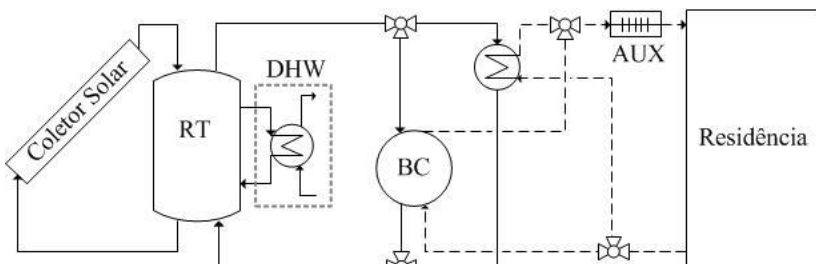 DHW
Coletor Solar
RT
AUX
Residência
BC